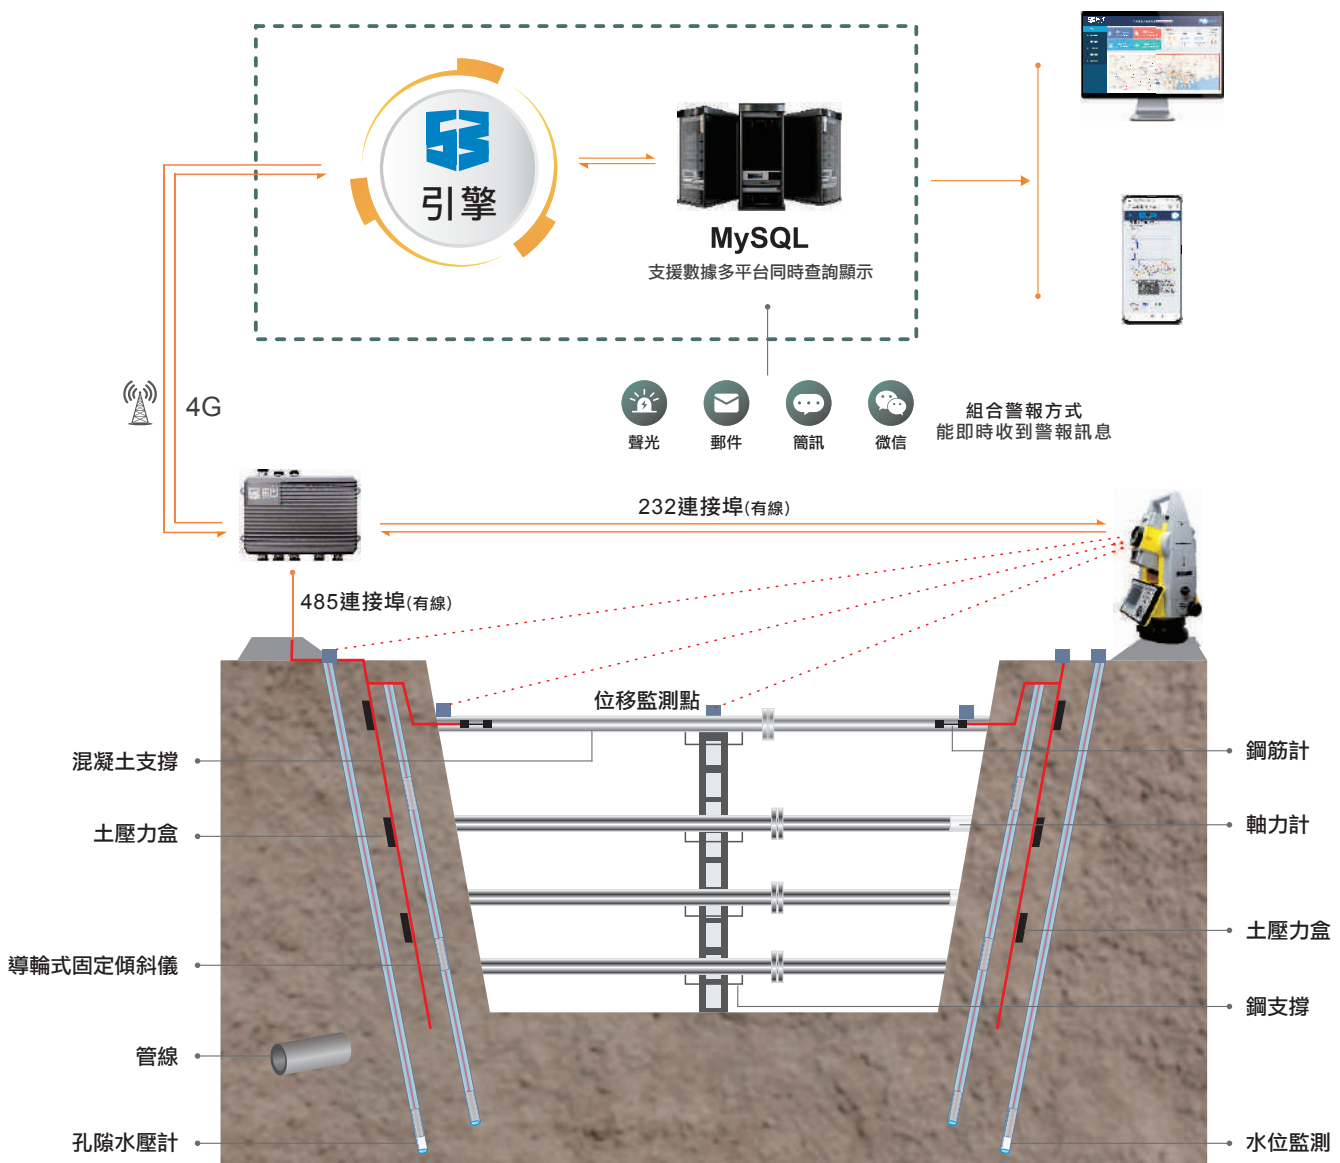 引擎
MySQL
支援數據多平台同時查詢顯示
4G
聲光
郵件
簡訊
微信
組合警報方式
能即時收到警報訊息
232連接埠(有線)
485連接埠(有線)
位移監測點
混凝土支撐
鋼筋計
土壓力盒
軸力計
導輪式固定傾斜儀
土壓力盒
鋼支撐
管線
孔隙水壓計
水位監測